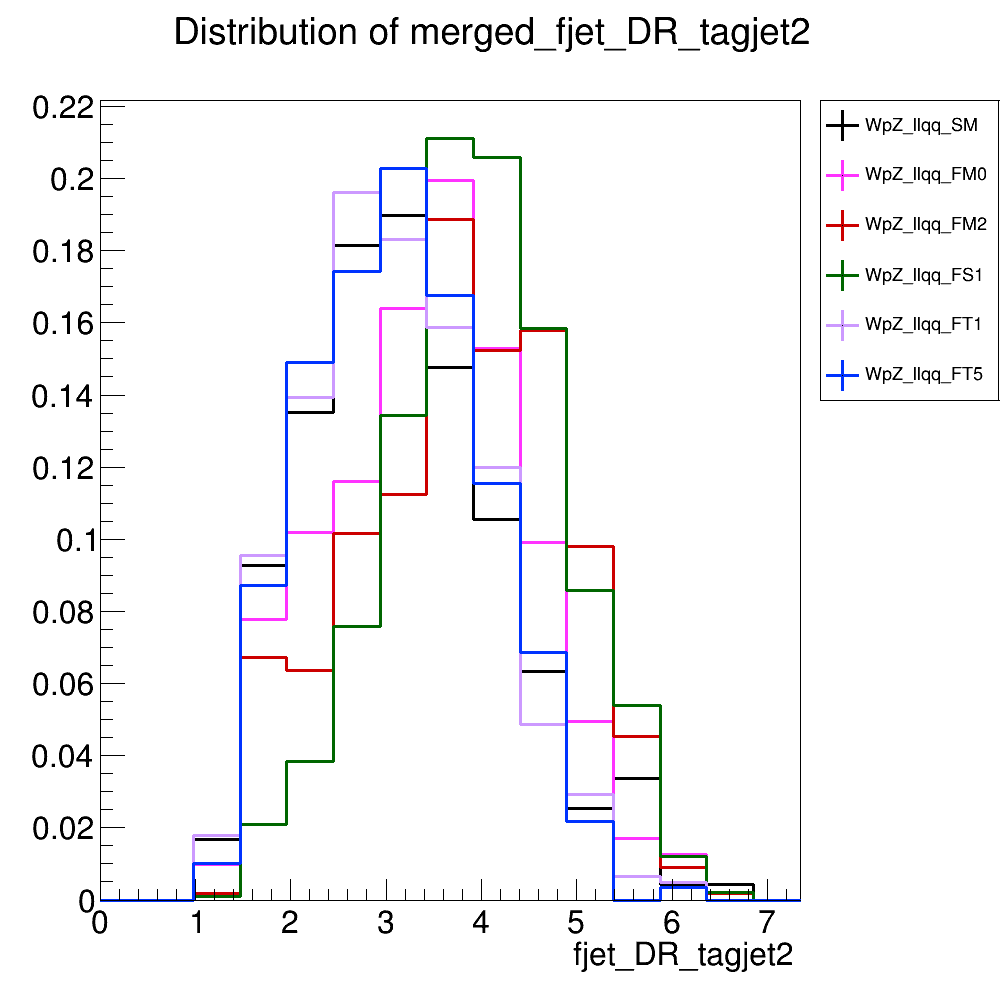 Distribution of merged_fjet_DR_tagjet2
0.22
0.2
0.18
0.16
0.14
0.12
0.1
0.08
0.06
0.04
0.02
0
0 1 2 3 4 5 6 7
fjet_DR_tagjet2
WpZ_llqq_SM
WpZ_llqq_FM0
WpZ_llqq_FM2
WpZ_llqq_FS1
WpZ_llqq_FT1
WpZ_llqq_FT5